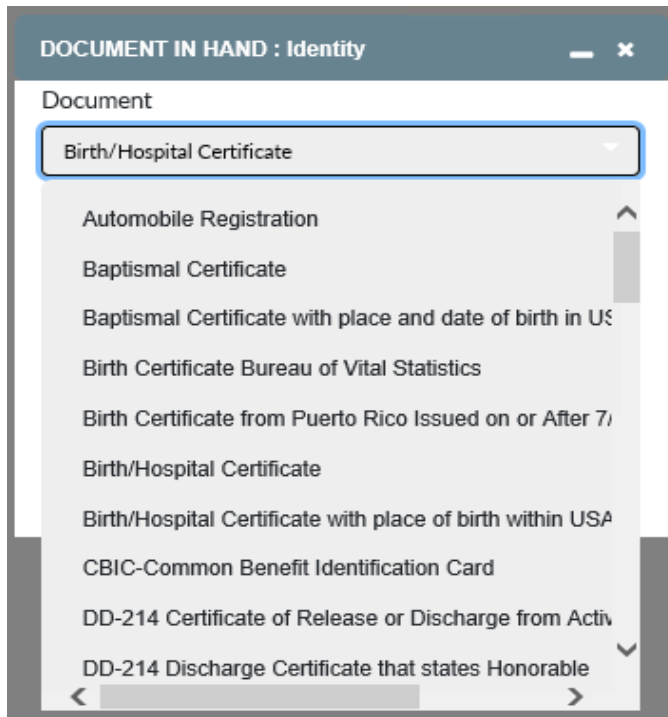 DOCUMENT IN HAND : Identity
Document
Birth/Hospital Certificate
Automobile Registration
Baptismal Certificate
Baptismal Certificate with place and date of birth in US
Birth Certificate Bureau of Vital Statistics
Birth Certificate from Puerto Rico Issued on or After 7/
Birth/Hospital Certificate
Birth/Hospital Certificate with place of birth within USA
CBIC-Common Benefit Identification Card
DD-214 Certificate of Release or Discharge from Activ
DD-214 Discharge Certificate that states Honorable